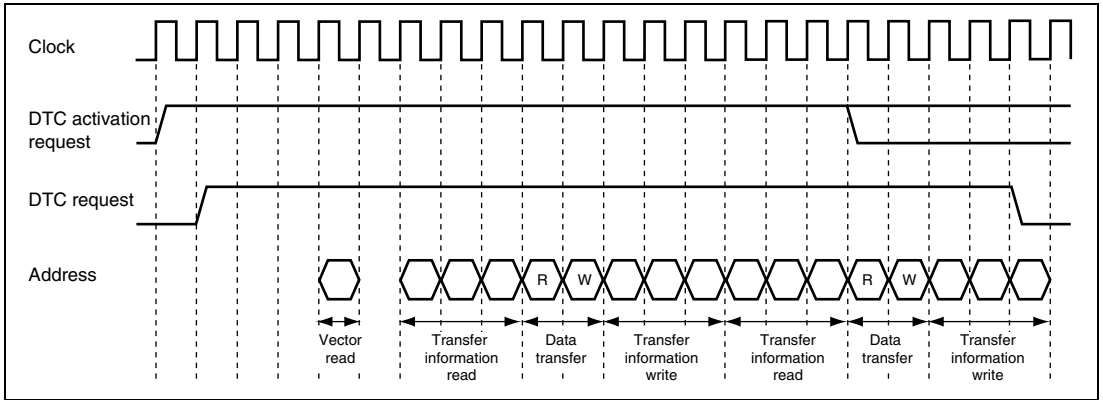 Clock
DTC activation
request
DTC request
Address
R W R W
Vector
read
Transfer
information
read
Data
transfer
Transfer
information
write
Transfer
information
read
Data
transfer
Transfer
information
write